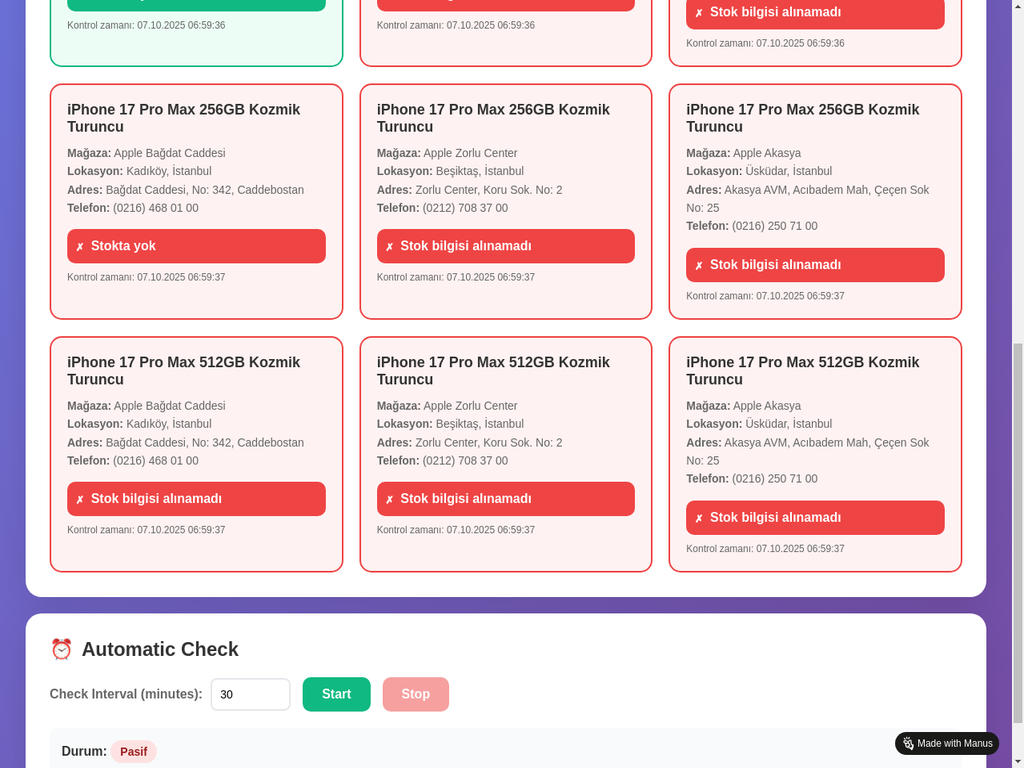 Kontrol zamanı: 07.10.2025 06:59:36
Kontrol zamanı: 07.10.2025 06:59:36
✗ Stok bilgisi alınamadı
Kontrol zamanı: 07.10.2025 06:59:36
iPhone 17 Pro Max 256GB Kozmik
Turuncu
Mağaza: Apple Bağdat Caddesi
Lokasyon: Kadıköy, İstanbul
Adres: Bağdat Caddesi, No: 342, Caddebostan
Telefon: (0216) 468 01 00
✗ Stokta yok
Kontrol zamanı: 07.10.2025 06:59:37
iPhone 17 Pro Max 256GB Kozmik
Turuncu
Mağaza: Apple Zorlu Center
Lokasyon: Beşiktaş, İstanbul
Adres: Zorlu Center, Koru Sok. No: 2
Telefon: (0212) 708 37 00
✗ Stok bilgisi alınamadı
Kontrol zamanı: 07.10.2025 06:59:37
iPhone 17 Pro Max 256GB Kozmik
Turuncu
Mağaza: Apple Akasya
Lokasyon: Üsküdar, İstanbul
Adres: Akasya AVM, Acıbadem Mah, Çeçen Sok
No: 25
Telefon: (0216) 250 71 00
✗ Stok bilgisi alınamadı
Kontrol zamanı: 07.10.2025 06:59:37
iPhone 17 Pro Max 512GB Kozmik
Turuncu
Mağaza: Apple Bağdat Caddesi
Lokasyon: Kadıköy, İstanbul
Adres: Bağdat Caddesi, No: 342, Caddebostan
Telefon: (0216) 468 01 00
✗ Stok bilgisi alınamadı
Kontrol zamanı: 07.10.2025 06:59:37
iPhone 17 Pro Max 512GB Kozmik
Turuncu
Mağaza: Apple Zorlu Center
Lokasyon: Beşiktaş, İstanbul
Adres: Zorlu Center, Koru Sok. No: 2
Telefon: (0212) 708 37 00
✗ Stok bilgisi alınamadı
Kontrol zamanı: 07.10.2025 06:59:37
iPhone 17 Pro Max 512GB Kozmik
Turuncu
Mağaza: Apple Akasya
Lokasyon: Üsküdar, İstanbul
Adres: Akasya AVM, Acıbadem Mah, Çeçen Sok
No: 25
Telefon: (0216) 250 71 00
✗ Stok bilgisi alınamadı
Kontrol zamanı: 07.10.2025 06:59:37
⏰ Automatic Check
Check Interval (minutes): 30 Start Stop
Durum: Pasif
Made with Manus